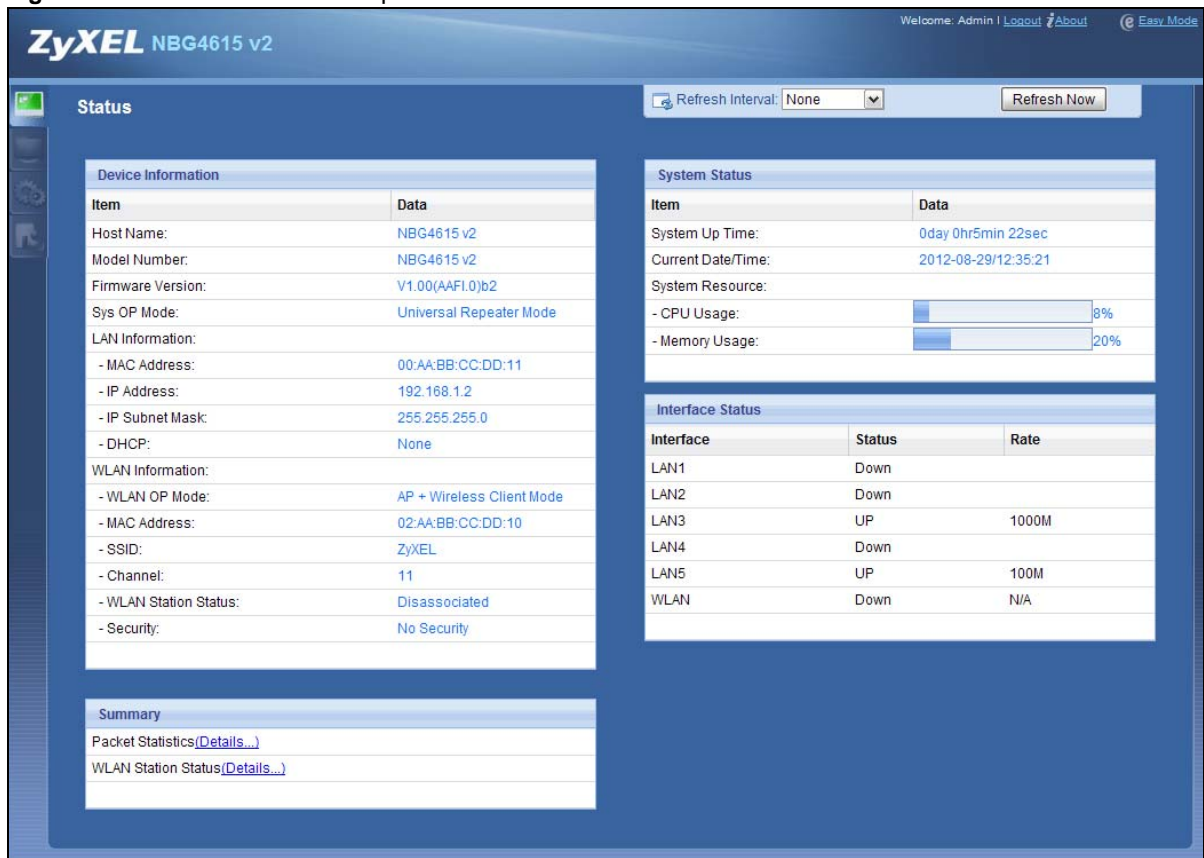 ZyXEL NBG4615 v2
Welcome: Admin | Logout About Easy Mode
Status
Refresh Interval: None
Refresh Now
Device Information
Item Data
Host Name: NBG4615 v2
Model Number: NBG4615 v2
Firmware Version: V1.00(AAFI.0)b2
Sys OP Mode: Universal Repeater Mode
LAN Information:
- MAC Address: 00:AA:BB:CC:DD:11
- IP Address: 192.168.1.2
- IP Subnet Mask: 255.255.255.0
- DHCP: None
WLAN Information:
- WLAN OP Mode: AP + Wireless Client Mode
- MAC Address: 02:AA:BB:CC:DD:10
- SSID: ZyXEL
- Channel: 11
- WLAN Station Status: Disassociated
- Security: No Security
Summary
Packet Statistics(Details...)
WLAN Station Status(Details...)
System Status
Item Data
System Up Time: 0day 0hr5min 22sec
Current Date/Time: 2012-08-29/12:35:21
System Resource:
- CPU Usage: 8%
- Memory Usage: 20%
Interface Status
Interface Status Rate
LAN1 Down
LAN2 Down
LAN3 UP 1000M
LAN4 Down
LAN5 UP 100M
WLAN Down N/A